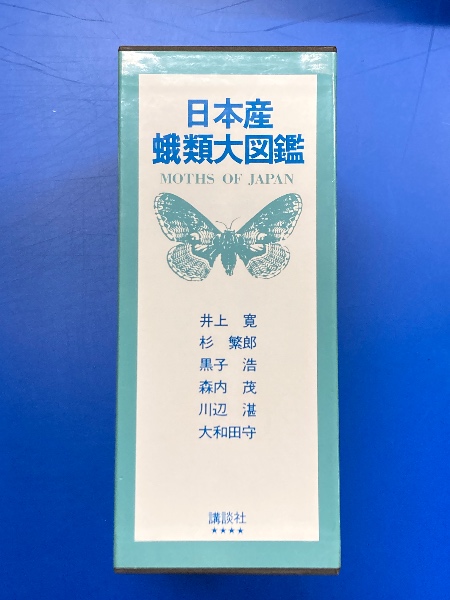 日本産
蛾類大図鑑
MOTHS OF JAPAN
井上 寛
杉 繁郎
黒子 浩
森内 茂
川辺 湛
大和田守
講談社
★★★★